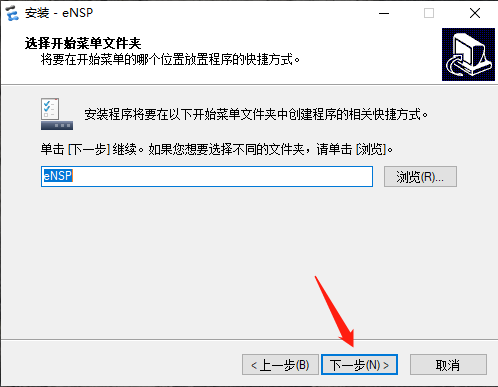 安装 - eNSP
选择开始菜单文件夹
将要在开始菜单的哪个位置放置程序的快捷方式。
安装程序将要在以下开始菜单文件夹中创建程序的相关快捷方式。
单击 [下一步] 继续。如果您想要选择不同的文件夹，请单击 [浏览]。
eNSP
浏览(R)...
< 上一步(B)
下一步(N) >
取消